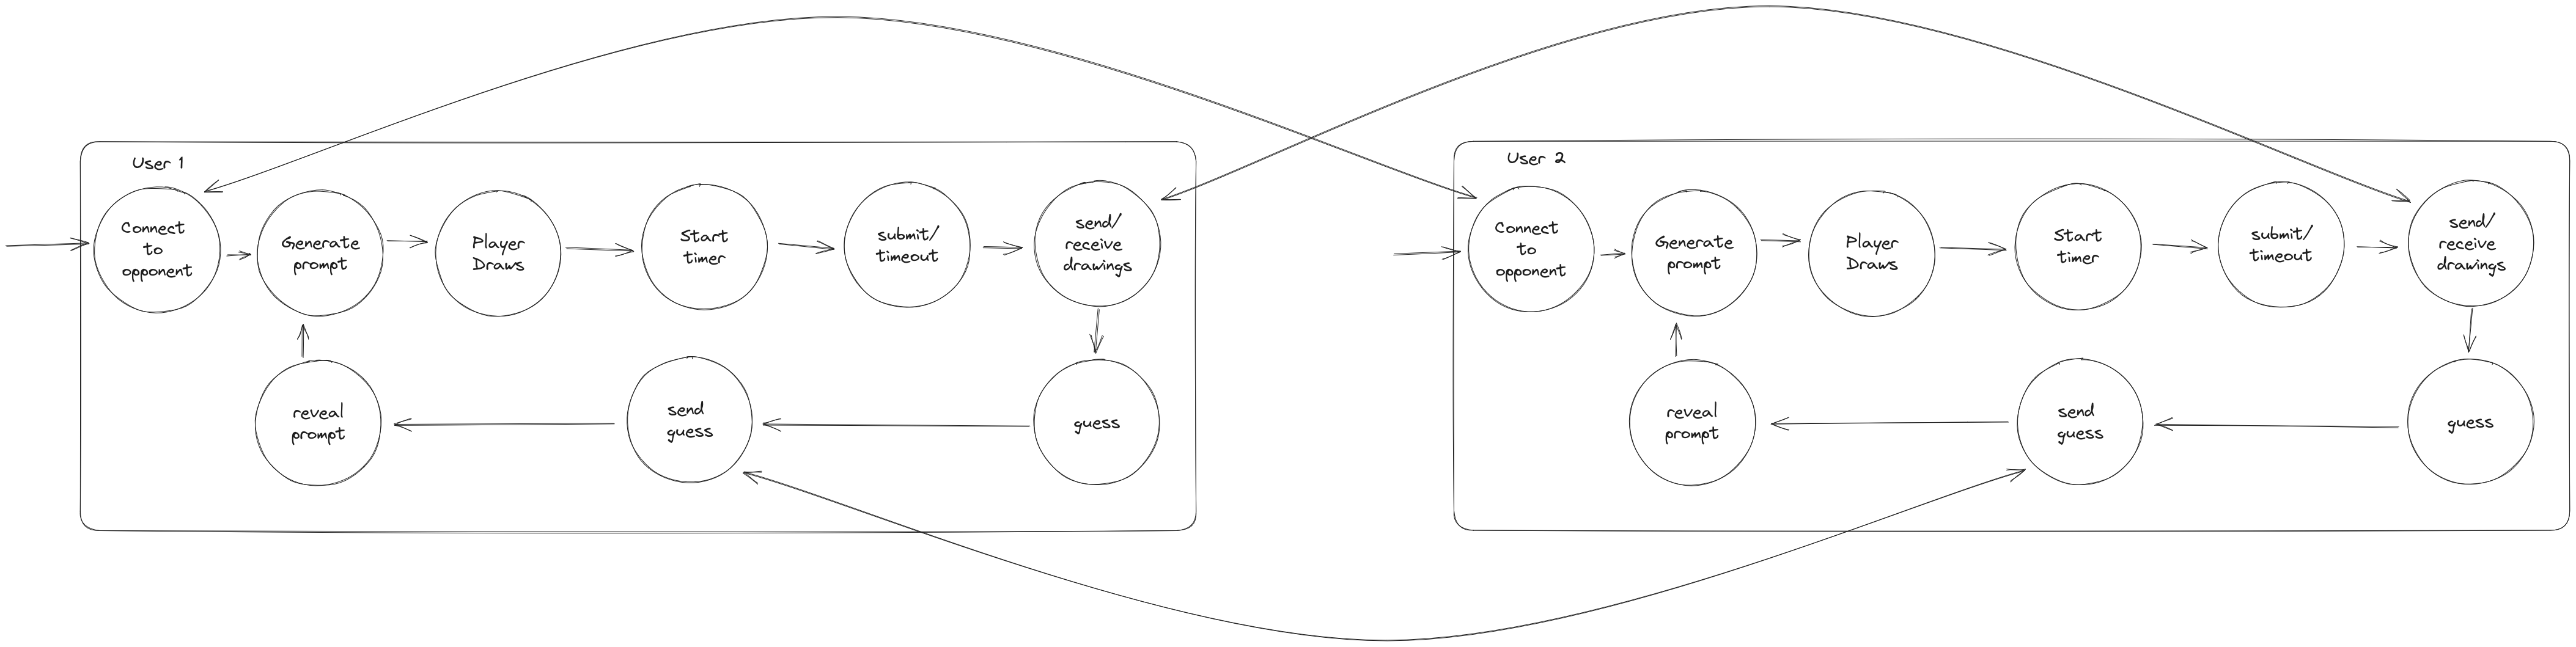 User 1
Connect
to
opponent
Generate
prompt
Player
Draws
Start
timer
submit/
timeout
send/
receive
drawings
reveal
prompt
send
guess
guess
User 2
Connect
to
opponent
Generate
prompt
Player
Draws
Start
timer
submit/
timeout
send/
receive
drawings
reveal
prompt
send
guess
guess